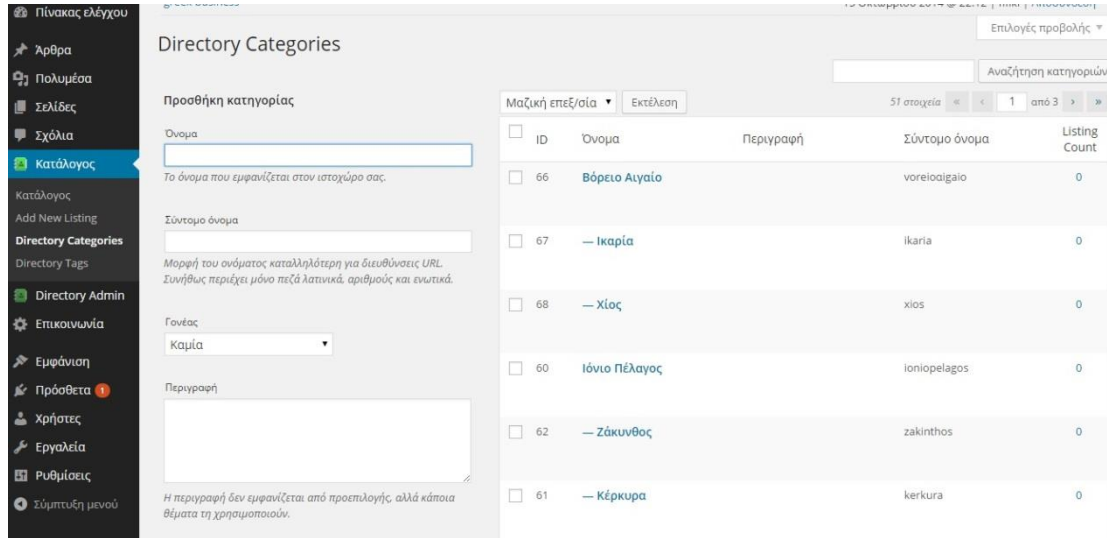 Πίνακας ελέγχου
Άρθρα
Πολυμέσα
Σελίδες
Σχόλια
Κατάλογος
Κατάλογος
Add New Listing
Directory Categories
Directory Tags
Directory Admin
Επικοινωνία
Εμφάνιση
Πρόσθετα 1
Χρήστες
Εργαλεία
Ρυθμίσεις
Σύμπτυξη μενού
Directory Categories
Επιλογές προβολής
Αναζήτηση κατηγοριών
Προσθήκη κατηγορίας
Όνομα
Το όνομα που εμφανίζεται στον ιστοχώρο σας.
Σύντομο όνομα
Μορφή του ονόματος καταλληλότερη για διευθύνσεις URL.
Συνήθως περιέχει μόνο πεζά λατινικά, αριθμούς και ενωτικά.
Γονέας
Καμία
Περιγραφή
Η περιγραφή δεν εμφανίζεται από προεπιλογής, αλλά κάποια
θέματα τη χρησιμοποιούν.
Μαζική επεξ/σία Εκτέλεση 51 στοιχεία « ‹ 1 από 3 › »
ID Όνομα Περιγραφή Σύντομο όνομα Listing Count
66 Βόρειο Αιγαίο voreioaigaio 0
67 — Ικαρία ikaria 0
68 — Χίος xios 0
60 Ιόνιο Πέλαγος ioniopelagos 0
62 — Ζάκυνθος zakinthos 0
61 — Κέρκυρα kerkura 0